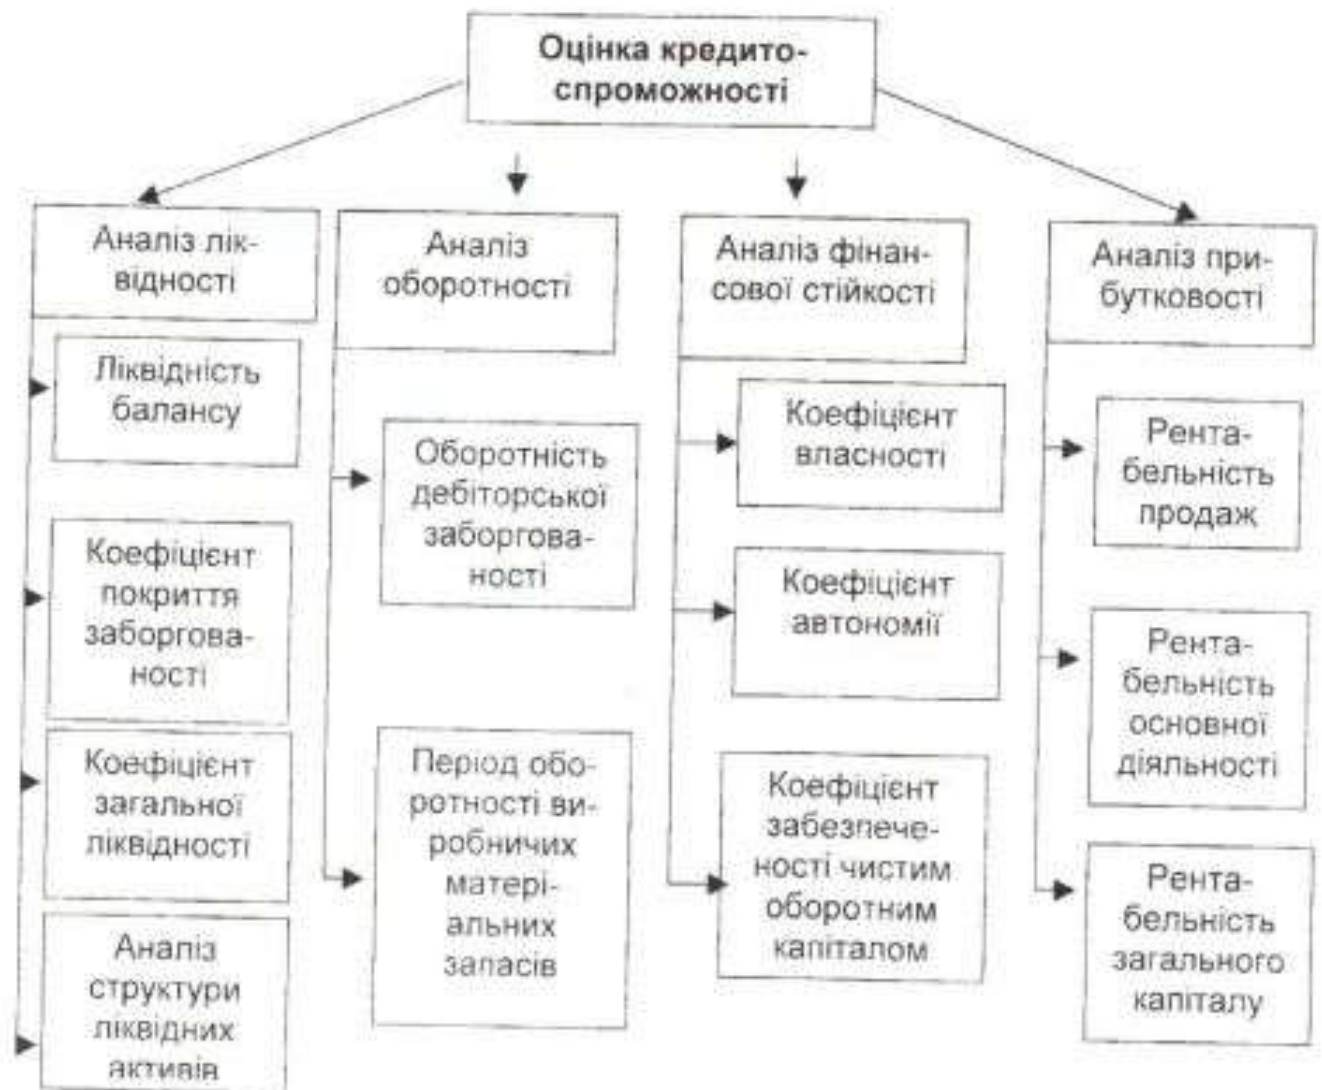 Оцінка кредито-
спроможності
Аналіз лік-
відності
Ліквідність
балансу
Коефіцієнт
покриття
заборгова-
ності
Коефіцієнт
загальної
ліквідності
Аналіз
структури
ліквідних
активів
Аналіз
оборотності
Оборотність
дебіторської
заборгова-
ності
Період обо-
ротності ви-
робничих
матері-
альних
запасів
Аналіз фінан-
сової стійкості
Коефіцієнт
власності
Коефіцієнт
автономії
Коефіцієнт
забезпече-
ності чистим
оборотним
капіталом
Аналіз при-
бутковості
Рента-
бельність
продаж
Рента-
бельність
основної
діяльності
Рента-
бельність
загального
капіталу